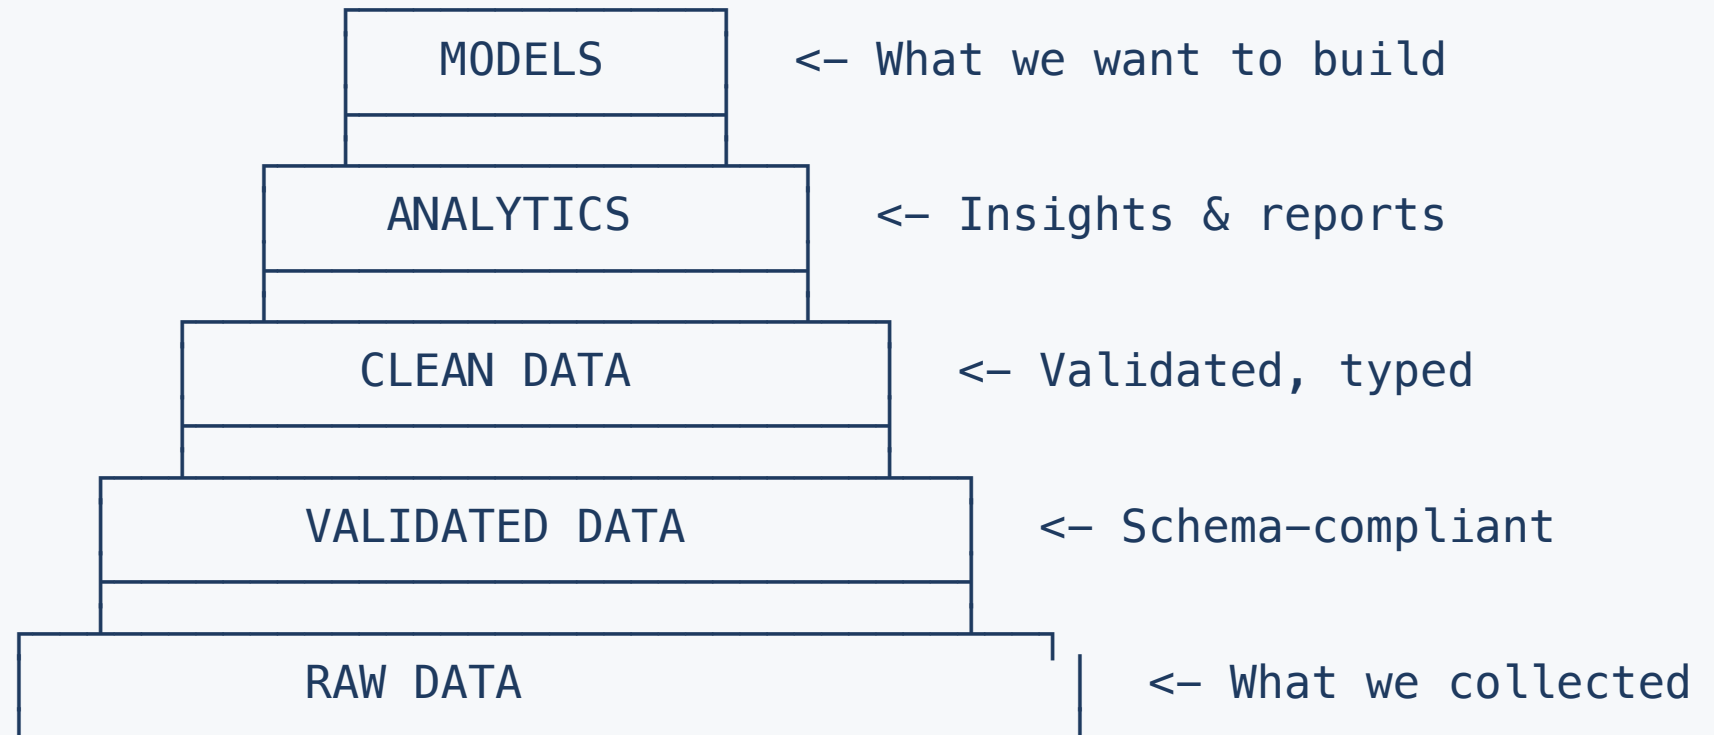 MODELS <- What we want to build
ANALYTICS <- Insights & reports
CLEAN DATA <- Validated, typed
VALIDATED DATA <- Schema-compliant
RAW DATA <- What we collected